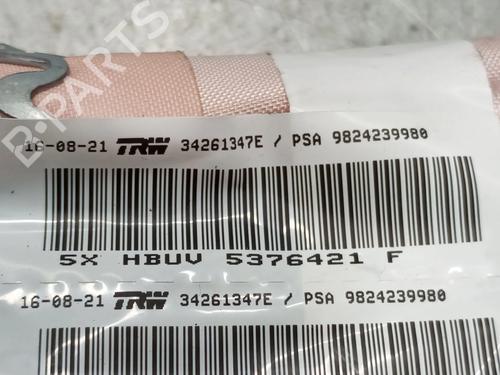 16-08-21 TRW 34261347E / PSA 9824239980
5X HBUV 5376421 F
16-08-21 TRW 34261347E / PSA 9824239980
B-PARTS